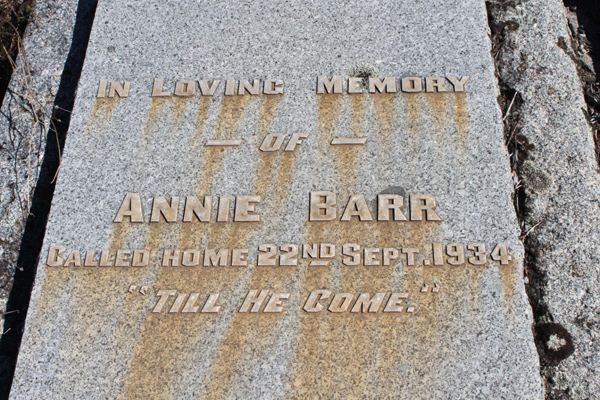 IN LOVING MEMORY
— OF —
ANNIE BARR
CALLED HOME 22ND SEPT. 1934
"TILL HE COME."